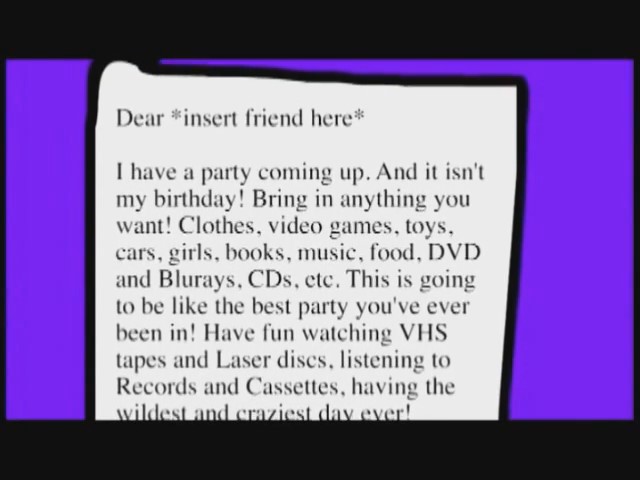 Dear *insert friend here*
I have a party coming up. And it isn't
my birthday! Bring in anything you
want! Clothes, video games, toys,
cars, girls, books, music, food, DVD
and Blurays, CDs, etc. This is going
to be like the best party you've ever
been in! Have fun watching VHS
tapes and Laser discs, listening to
Records and Cassettes, having the
wildest and craziest day ever!